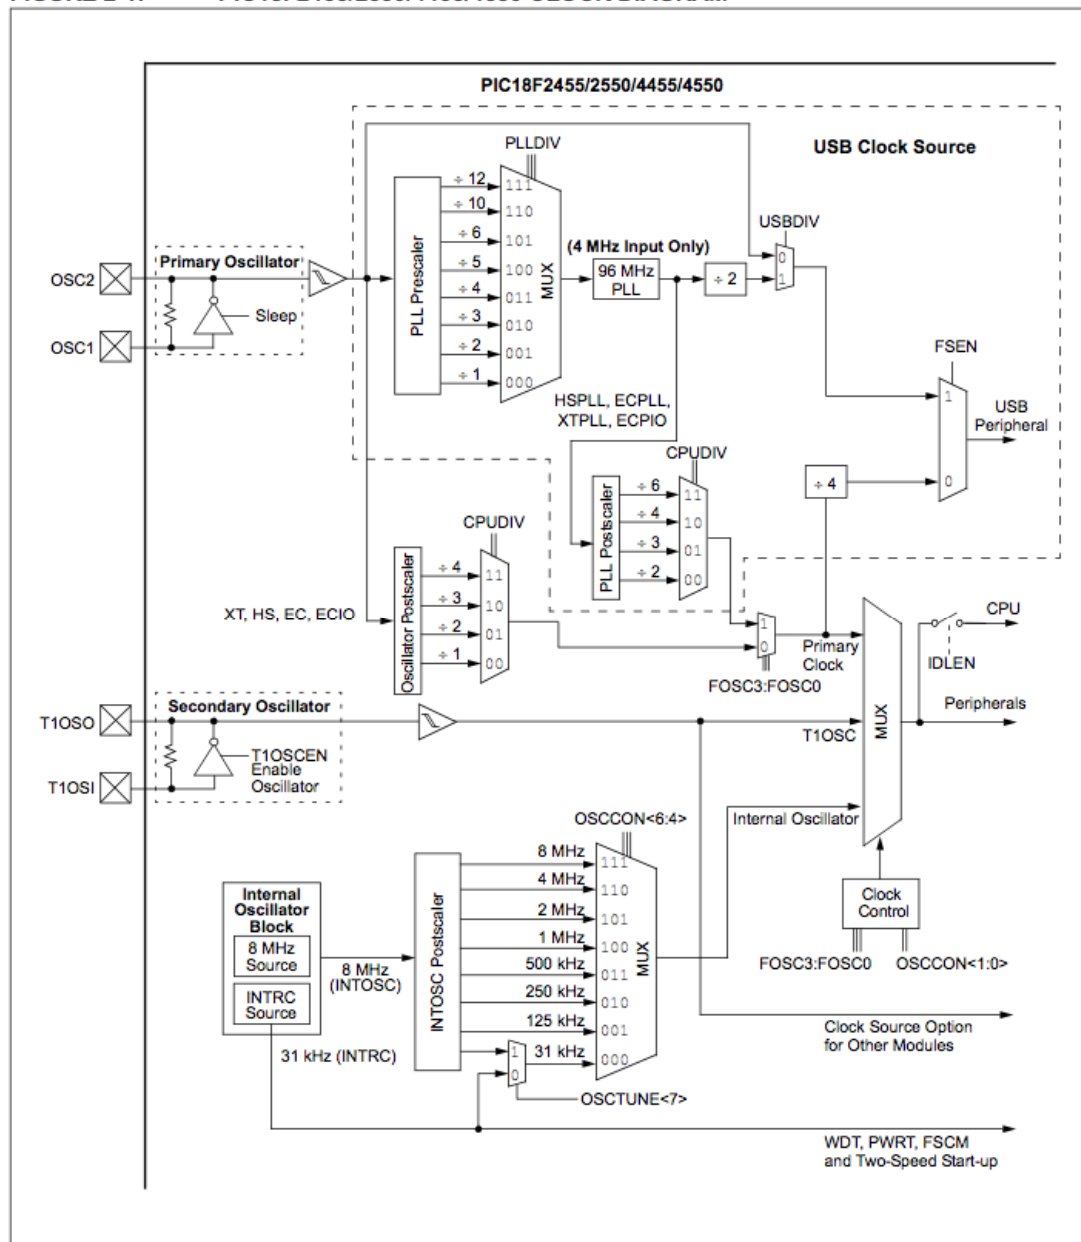 PIC18F2455/2550/4455/4550
USB Clock Source
PLLDIV
÷ 12
111
÷ 10
110
÷ 6
101
÷ 5
100
÷ 4
011
÷ 3
010
÷ 2
001
÷ 1
000
PLL Prescaler
MUX
(4 MHz Input Only)
96 MHz
PLL
÷ 2
USBDIV
0
1
OSC2
Primary Oscillator
Sleep
OSC1
FSEN
1
0
USB
Peripheral
HSPLL, ECPLL,
XTPLL, ECPIO
CPUDIV
PLL Postscaler
÷ 6
11
÷ 4
10
÷ 3
01
÷ 2
00
÷ 4
CPUDIV
Oscillator Postscaler
÷ 4
11
÷ 3
10
÷ 2
01
÷ 1
00
XT, HS, EC, ECIO
1
0
Primary
Clock
FOSC3:FOSC0
CPU
IDLEN
Peripherals
MUX
T1OSO
Secondary Oscillator
T1OSCEN
Enable
Oscillator
T1OSI
T1OSC
Internal Oscillator
OSCCON<6:4>
Clock
Control
FOSC3:FOSC0
OSCCON<1:0>
Internal
Oscillator
Block
8 MHz
Source
INTRC
Source
8 MHz
(INTOSC)
31 kHz (INTRC)
INTOSC Postscaler
8 MHz
111
4 MHz
110
2 MHz
101
1 MHz
100
500 kHz
011
250 kHz
010
125 kHz
001
1
0
31 kHz
000
MUX
OSCTUNE<7>
Clock Source Option
for Other Modules
WDT, PWRT, FSCM
and Two-Speed Start-up